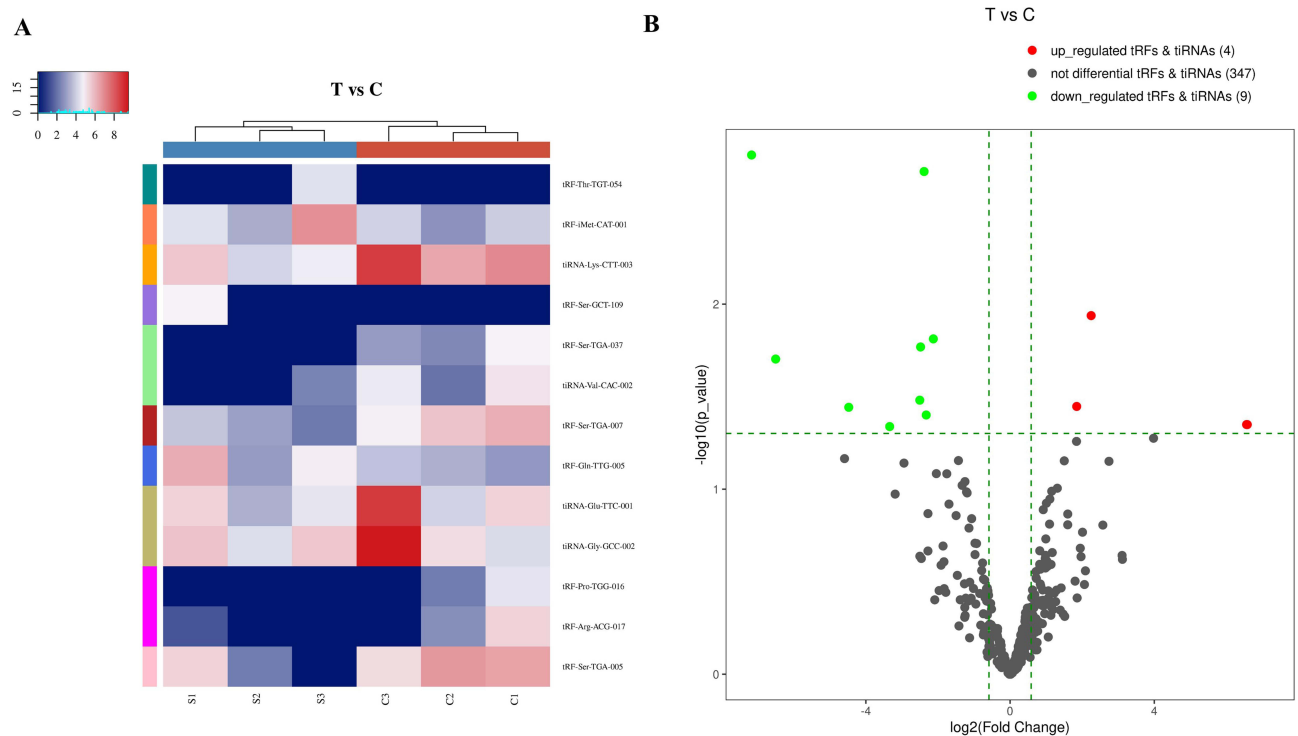 A
15
0
0 2 4 6 8
T vs C
tRF-Thr-TGT-054
tRF-iMet-CAT-001
tiRNA-Lys-CTT-003
tRF-Ser-GCT-109
tRF-Ser-TGA-037
tiRNA-Val-CAC-002
tRF-Ser-TGA-007
tRF-Gln-TTG-005
tiRNA-Glu-TTC-001
tiRNA-Gly-GCC-002
tRF-Pro-TGG-016
tRF-Arg-ACG-017
tRF-Ser-TGA-005
S1 S2 S3 C3 C2 C1
B
T vs C
up_regulated tRFs & tiRNAs (4)
not differential tRFs & tiRNAs (347)
down_regulated tRFs & tiRNAs (9)
2
1
0
-log10(p_value)
-4 0 4
log2(Fold Change)